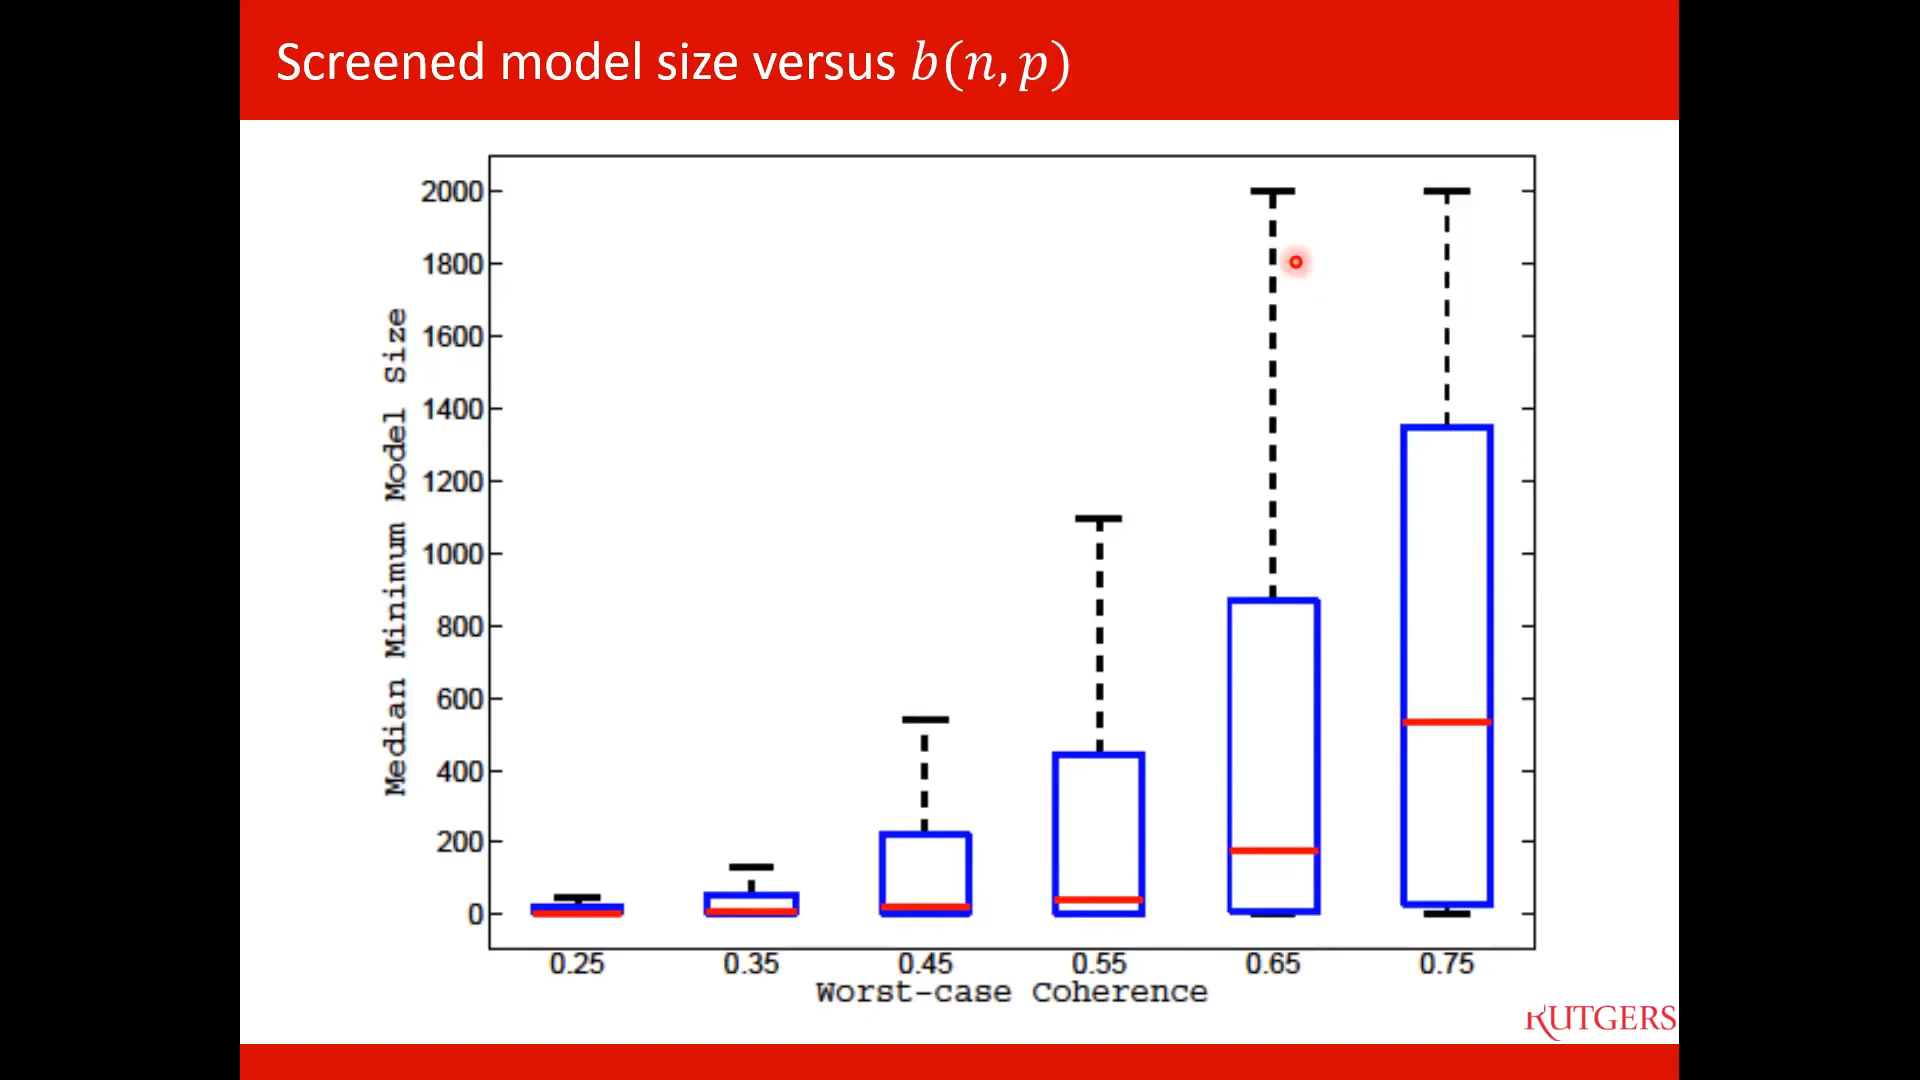 Screened model size versus b(n, p)
2000
1800
1600
1400
1200
1000
800
600
400
200
0
Median Minimum Model Size
0.25 0.35 0.45 0.55 0.65 0.75
Worst-case Coherence
RUTGERS